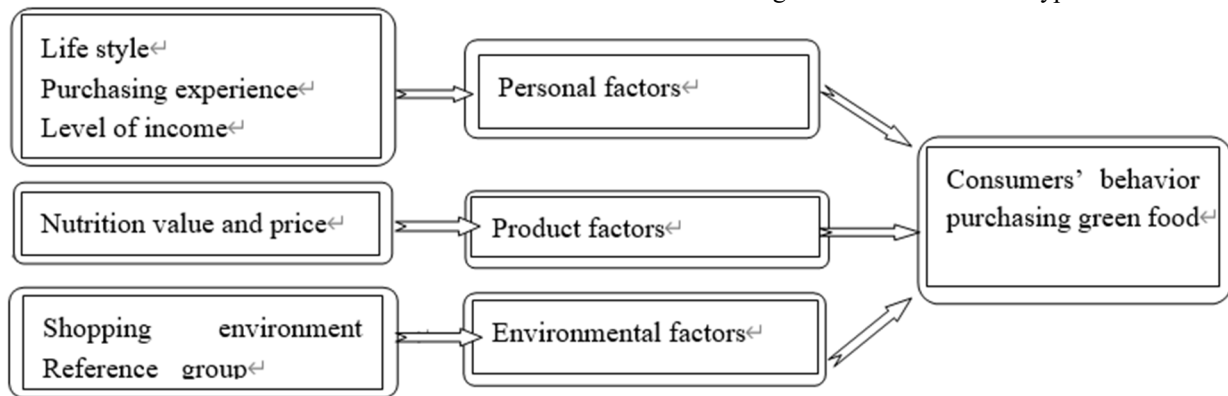 Life style↵
Purchasing experience↵
Level of income↵
Personal factors↵
Consumers' behavior
purchasing green food↵
Nutrition value and price↵
Product factors↵
Shopping environment
Reference group↵
Environmental factors↵